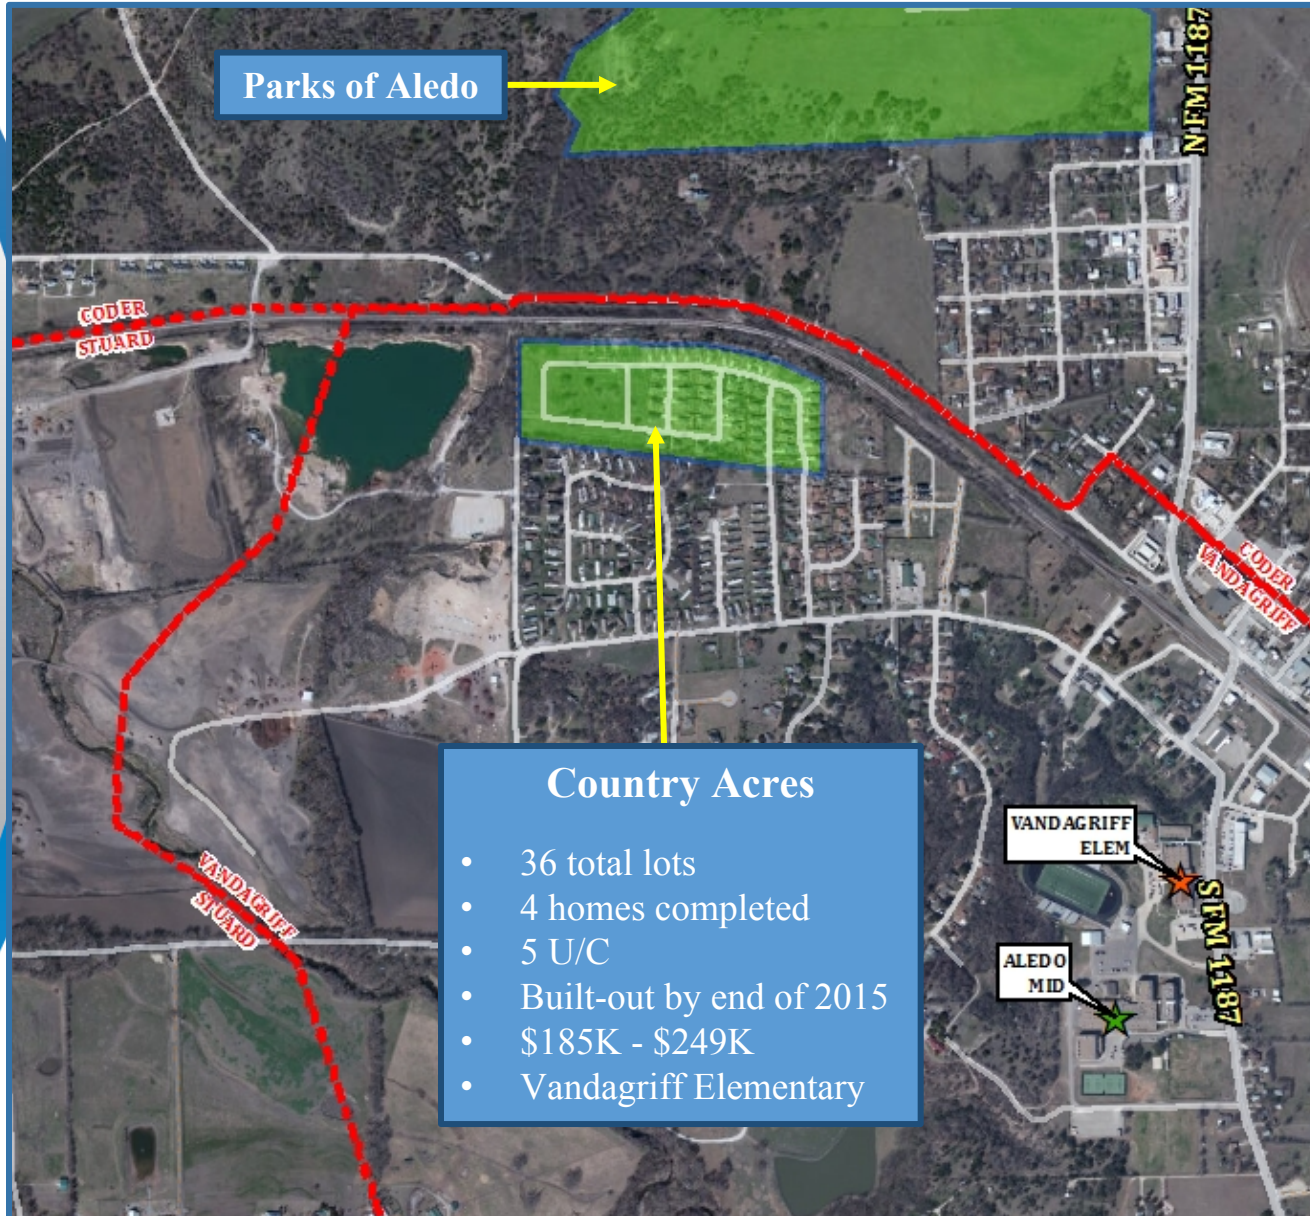 Parks of Aledo
N FM 1187
CODER
STUARD
CODER
VANDAGRIFF
Country Acres
• 36 total lots
• 4 homes completed
• 5 U/C
• Built-out by end of 2015
• $185K - $249K
• Vandagriff Elementary
VANDAGRIFF
ELEM
VANDAGRIFF
STUARD
S FM 1187
ALEDO
MID